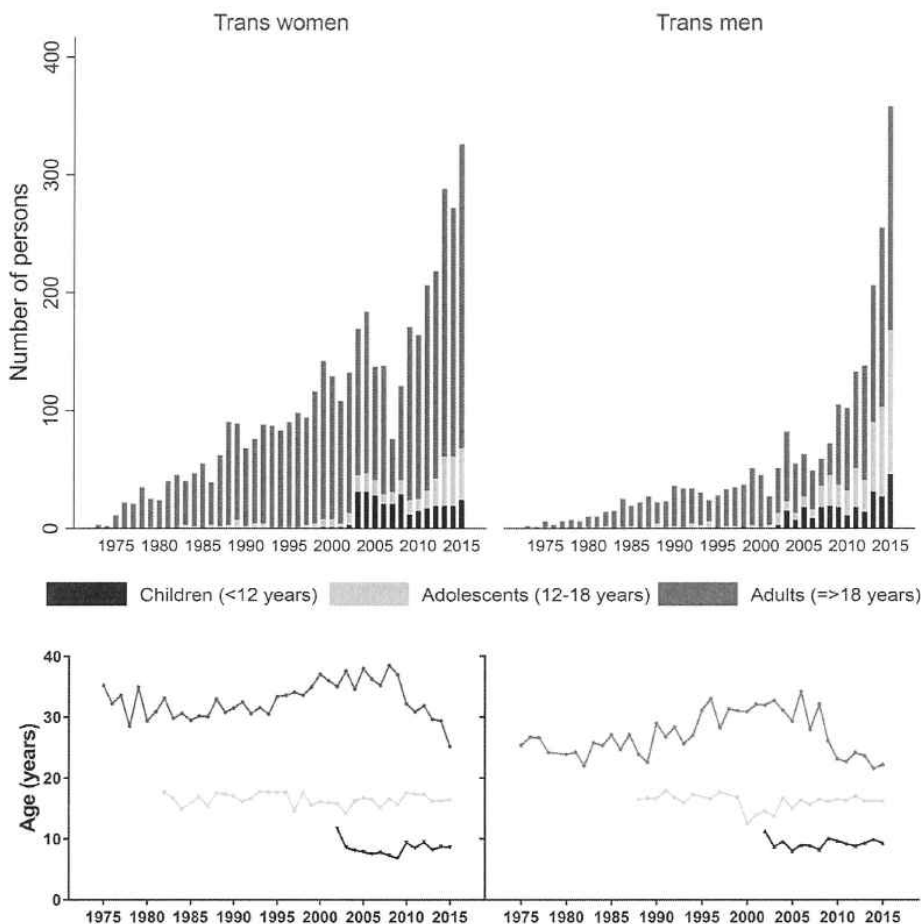 Trans women Trans men
Number of persons
400
300
200
100
0
1975 1980 1985 1990 1995 2000 2005 2010 2015 1975 1980 1985 1990 1995 2000 2005 2010 2015
Children (<12 years) Adolescents (12-18 years) Adults (=>18 years)
Age (years)
40
30
20
10
0
1975 1980 1985 1990 1995 2000 2005 2010 2015 1975 1980 1985 1990 1995 2000 2005 2010 2015